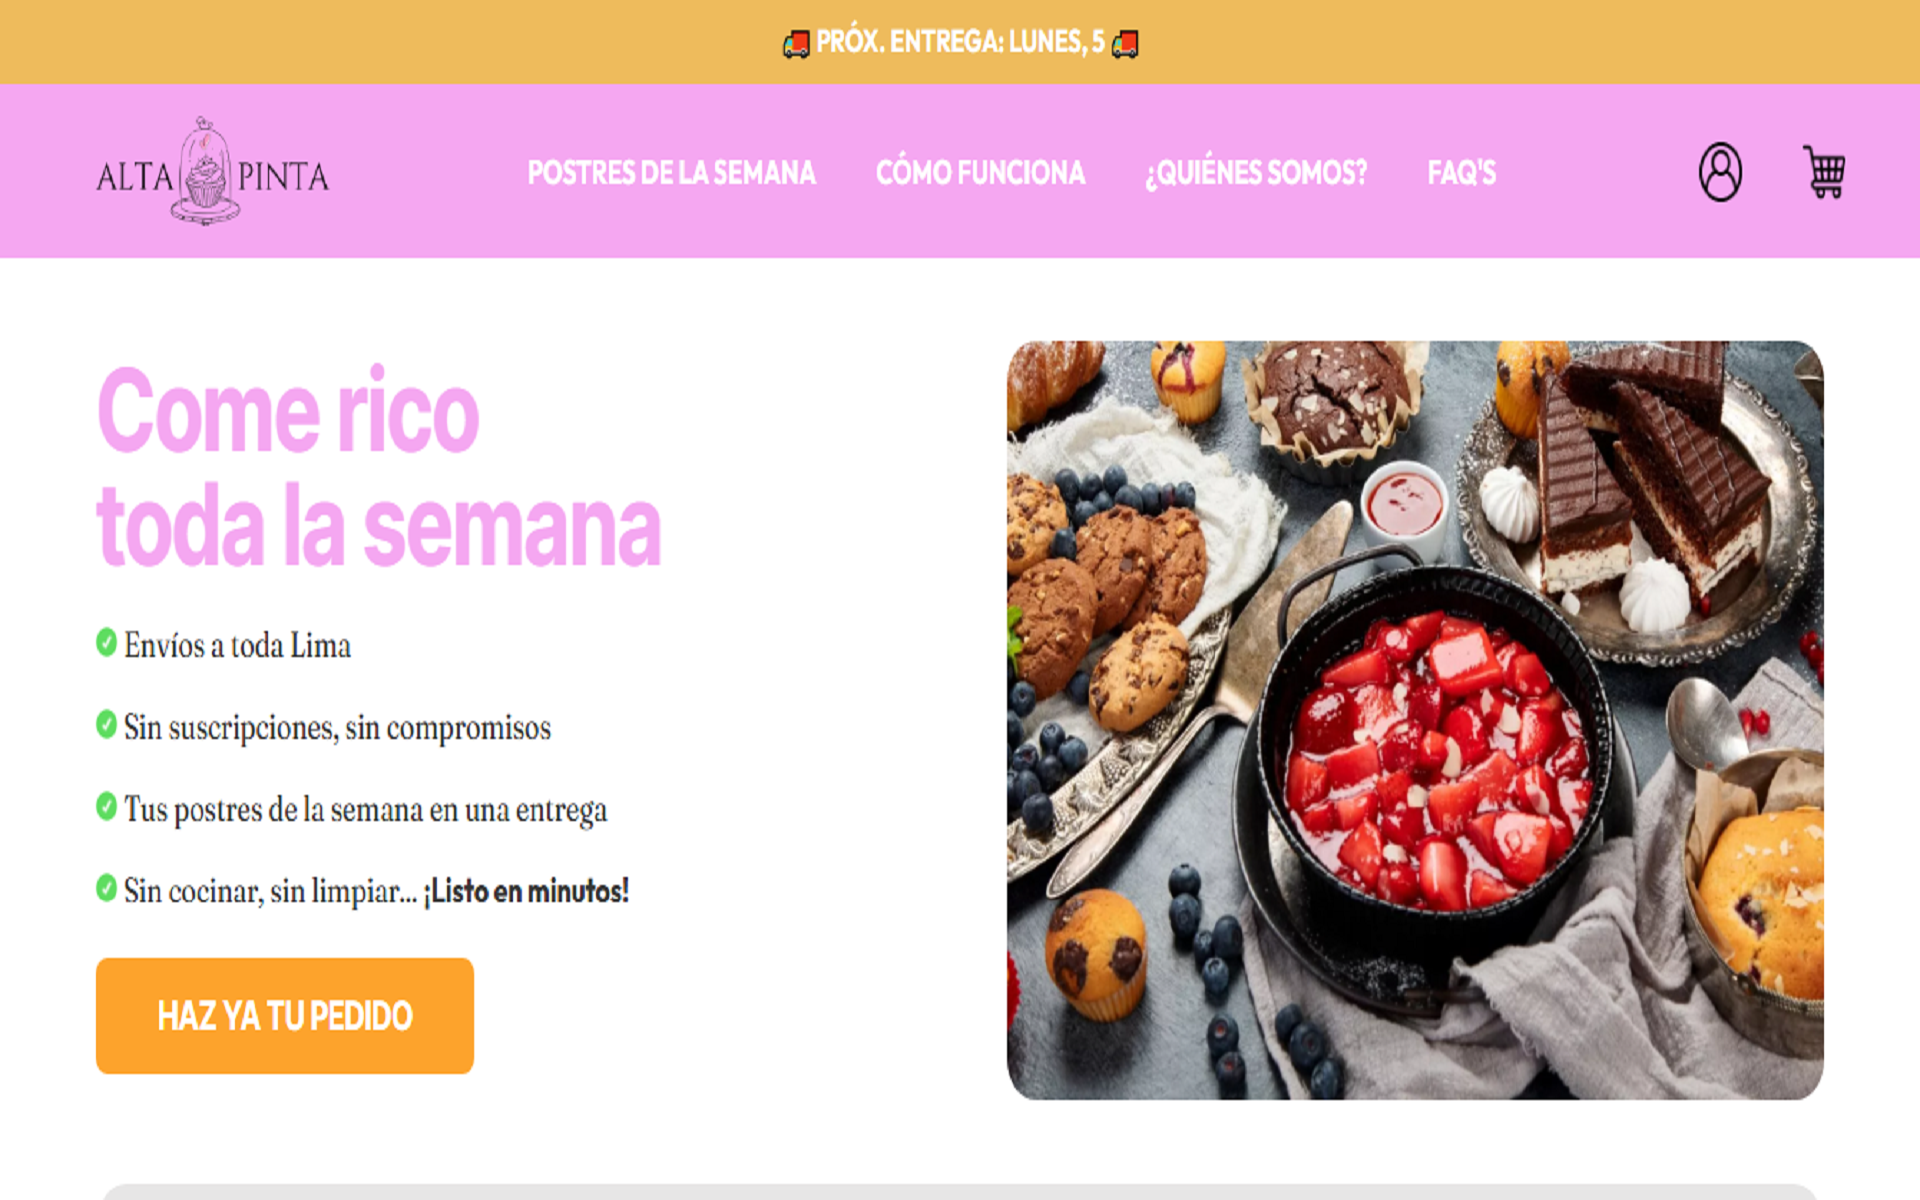 PRÓX. ENTREGA: LUNES, 5
ALTA PINTA
POSTRES DE LA SEMANA
CÓMO FUNCIONA
¿QUIÉNES SOMOS?
FAQ'S
Come rico
toda la semana
Envíos a toda Lima
Sin suscripciones, sin compromisos
Tus postres de la semana en una entrega
Sin cocinar, sin limpiar... ¡Listo en minutos!
HAZ YA TU PEDIDO